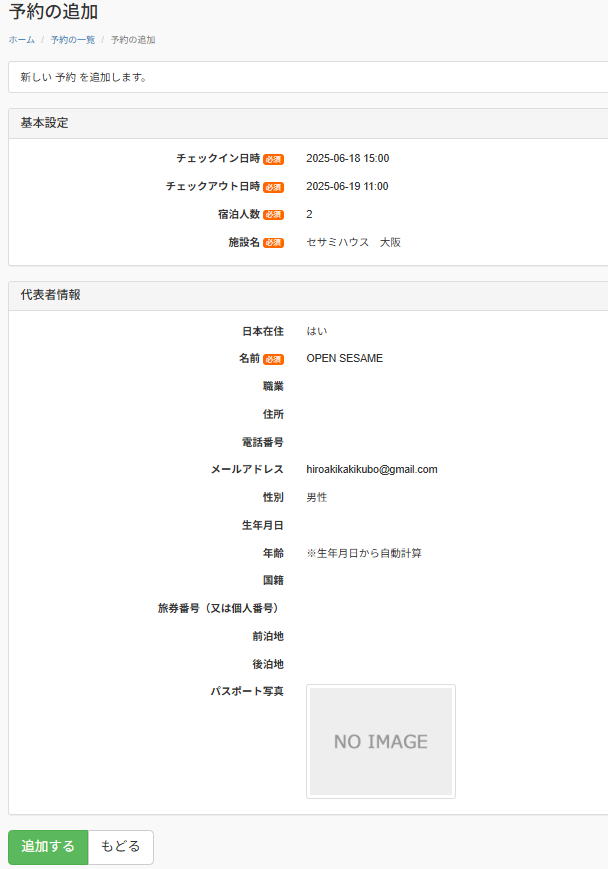 予約の追加
ホーム / 予約の一覧 / 予約の追加
新しい 予約 を追加します。
基本設定
チェックイン日時 必須 2025-06-18 15:00
チェックアウト日時 必須 2025-06-19 11:00
宿泊人数 必須 2
施設名 必須 セサミハウス　大阪
代表者情報
日本在住 はい
名前 必須 OPEN SESAME
職業
住所
電話番号
メールアドレス hiroakikakikubo@gmail.com
性別 男性
生年月日
年齢 ※生年月日から自動計算
国籍
旅券番号（又は個人番号）
前泊地
後泊地
パスポート写真
NO IMAGE
追加する もどる